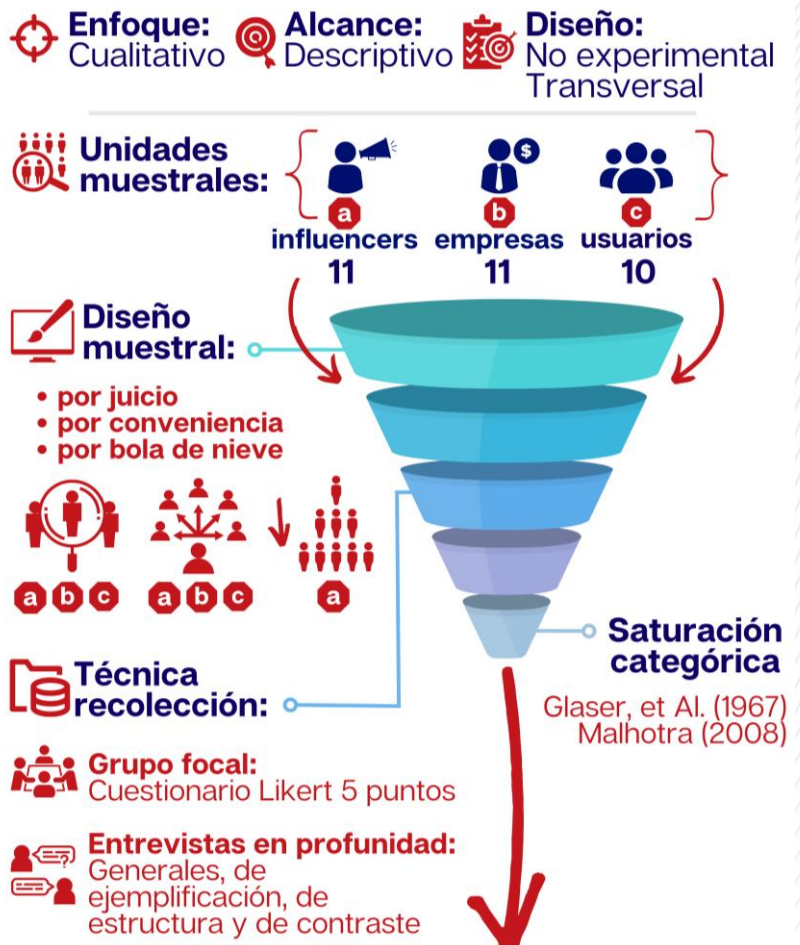 Enfoque:
Cualitativo
Alcance:
Descriptivo
Diseño:
No experimental
Transversal
Unidades
muestrales:
$
a
b
c
influencers
empresas
usuarios
11
11
10
Diseño
muestral:
• por juicio
• por conveniencia
• por bola de nieve
a b c
a b c
a
Saturación
categórica
Glaser, et Al. (1967)
Malhotra (2008)
Técnica
recolección:
Grupo focal:
Cuestionario Likert 5 puntos
?
Entrevistas en profunidad:
Generales, de
ejemplificación, de
estructura y de contraste